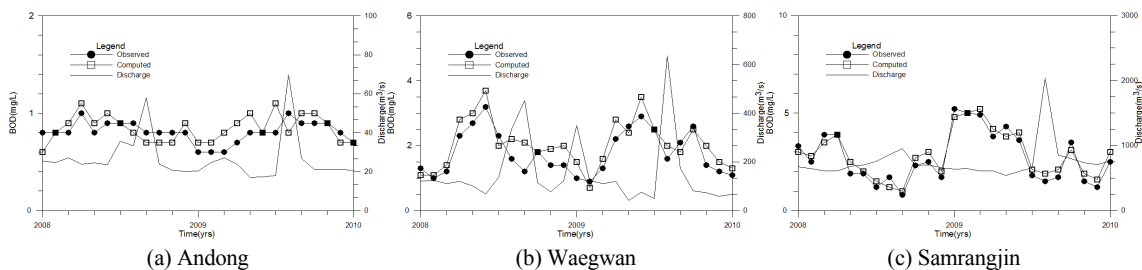 2
1
0
BOD(mg/L)
Legend
Observed
Computed
Discharge
100
80
60
40
20
0
Discharge(m³/s)
2008
2009
2010
Time(yrs)
(a) Andong
6
4
2
0
BOD(mg/L)
Legend
Observed
Computed
Discharge
800
600
400
200
0
Discharge(m³/s)
2008
2009
2010
Time(yrs)
(b) Waegwan
10
5
0
BOD(mg/L)
Legend
Observed
Computed
Discharge
3000
2000
1000
0
Discharge(m³/s)
2008
2009
2010
Time(yrs)
(c) Samrangjin